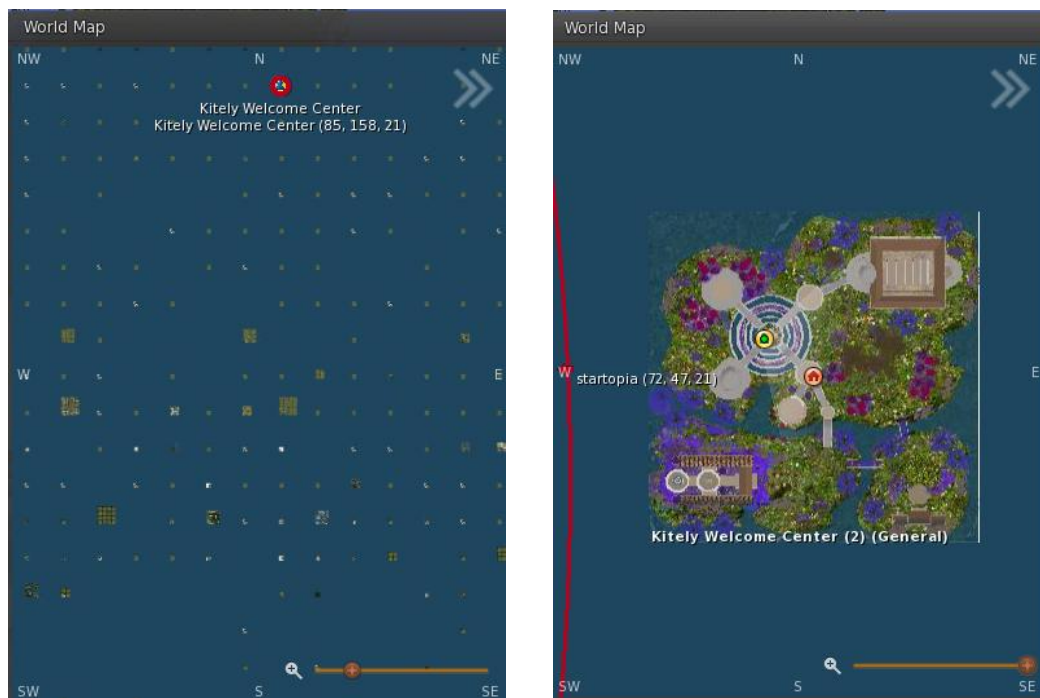 World Map
NW N NE
Kitely Welcome Center
Kitely Welcome Center (85, 158, 21)
W E
SW S SE
World Map
NW N NE
W startopia (72, 47, 21) E
Kitely Welcome Center (2) (General)
SW S SE